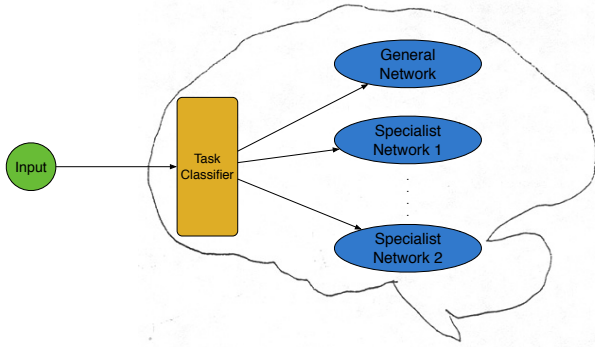 General
Network
Specialist
Network 1
Input
Task
Classifier
Specialist
Network 2